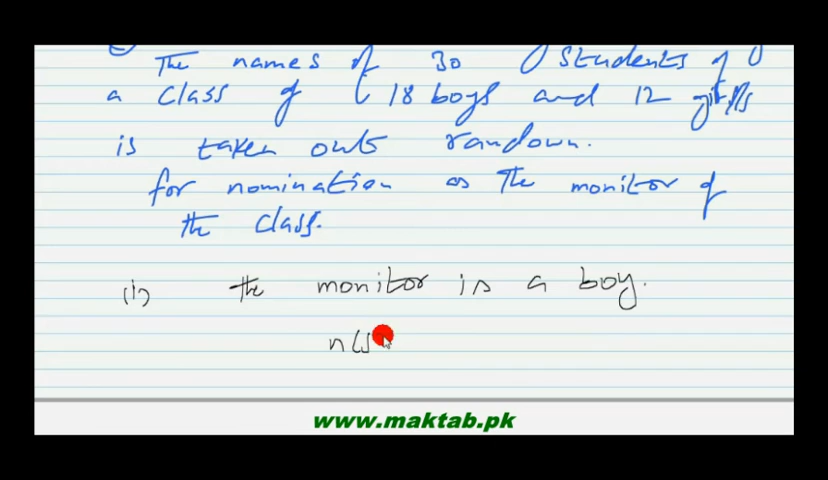 The names of 30 students of
a class of (18 boys and 12 girls
is taken out randown.
for nomination as the monitor of
the class.
(i) the monitor is a boy.
n(s
www.maktab.pk